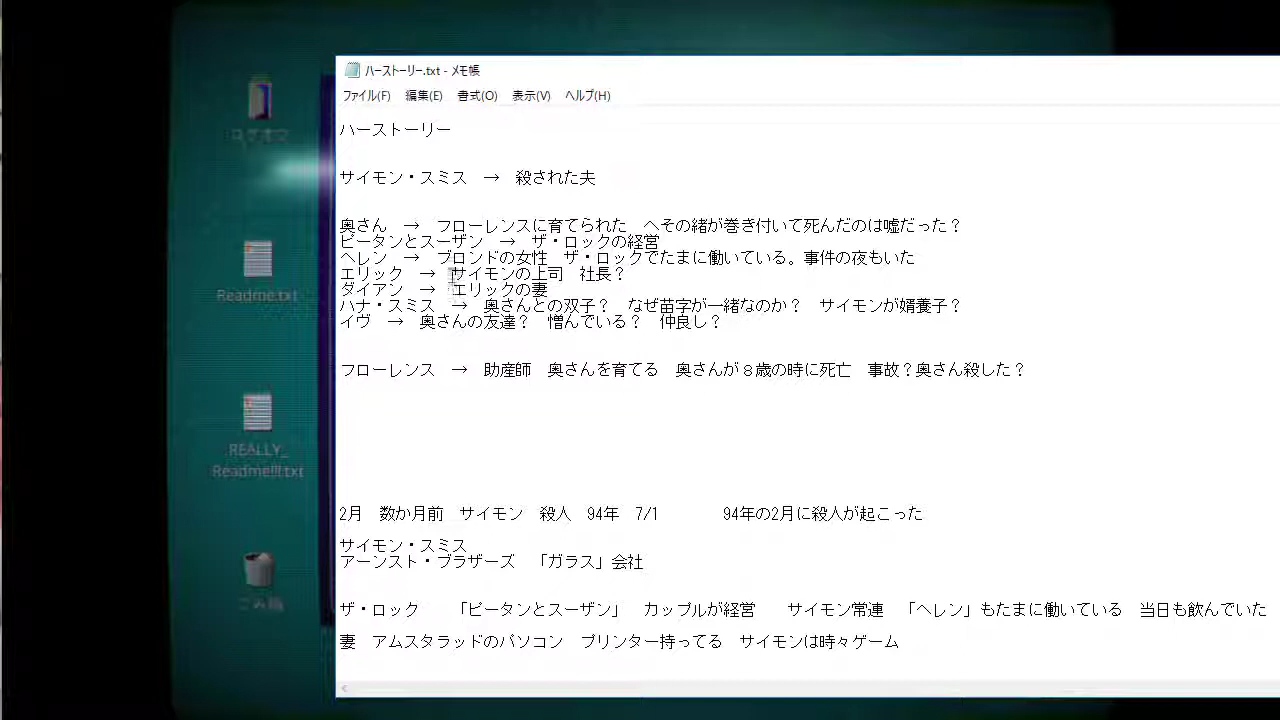 ハーストーリー.txt - メモ帳
ファイル(F) 編集(E) 書式(O) 表示(V) ヘルプ(H)
ハーストーリー
サイモン・スミス → 殺された夫
奥さん → フローレンスに育てられた へその緒が巻き付いて死んだのは嘘だった？
ピータンとスーザン → ザ・ロックの経営
ヘレン → ブロンドの女性 ザ・ロックでたまに働いている。事件の夜もいた
エリック → サイモンの上司 社長？
ダイアン → エリックの妻
ハナ・スミス → 奥さんとの双子？ なせ苗字が一緒なのか？ サイモンが婿養子？
イヴ → 奥さんの友達？ 憎んでいる？ 仲良し？
フローレンス → 助産師 奥さんを育てる 奥さんが８歳の時に死亡 事故？奥さん殺した？
2月 数か月前 サイモン 殺人 94年 7/1 94年の2月に殺人が起こった
サイモン・スミス
アーンスト・ブラザーズ 「ガラス」会社
ザ・ロック 「ピータンとスーザン」 カップルが経営 サイモン常連 「ヘレン」もたまに働いている 当日も飲んでいた
妻 アムスタラッドのパソコン プリンター持ってる サイモンは時々ゲーム
Readme.txt
REALLY_
Readme!!!.txt
ごみ箱